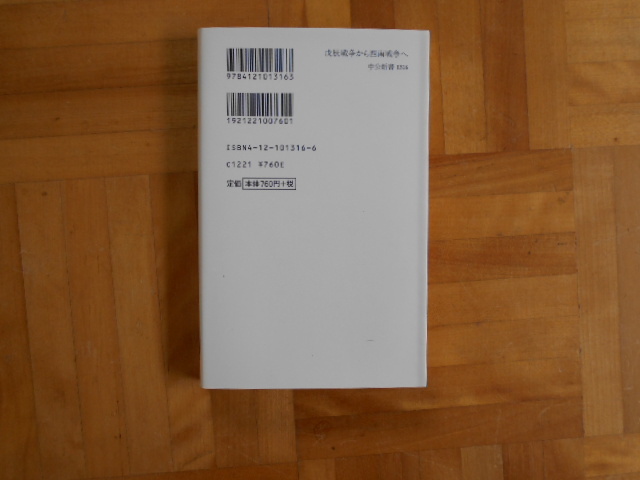 9784121013163
戊辰戦争から西南戦争へ
中公新書 1316
1921221007601
ISBN4-12-101316-6
C1221 ¥760E
定価 本体760円+税